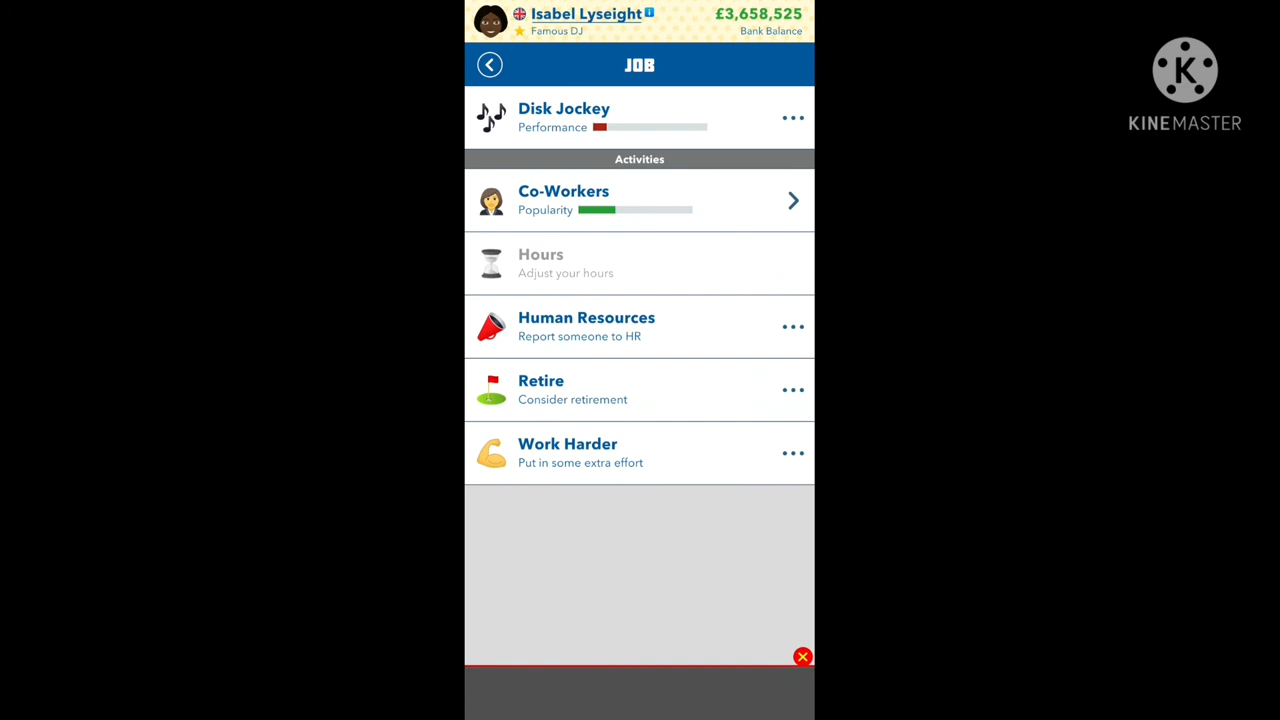 Isabel Lyseight
£3,658,525
Famous DJ
Bank Balance
JOB
Disk Jockey
Performance
Activities
Co-Workers
Popularity
Hours
Adjust your hours
Human Resources
Report someone to HR
Retire
Consider retirement
Work Harder
Put in some extra effort
K
KINEMASTER